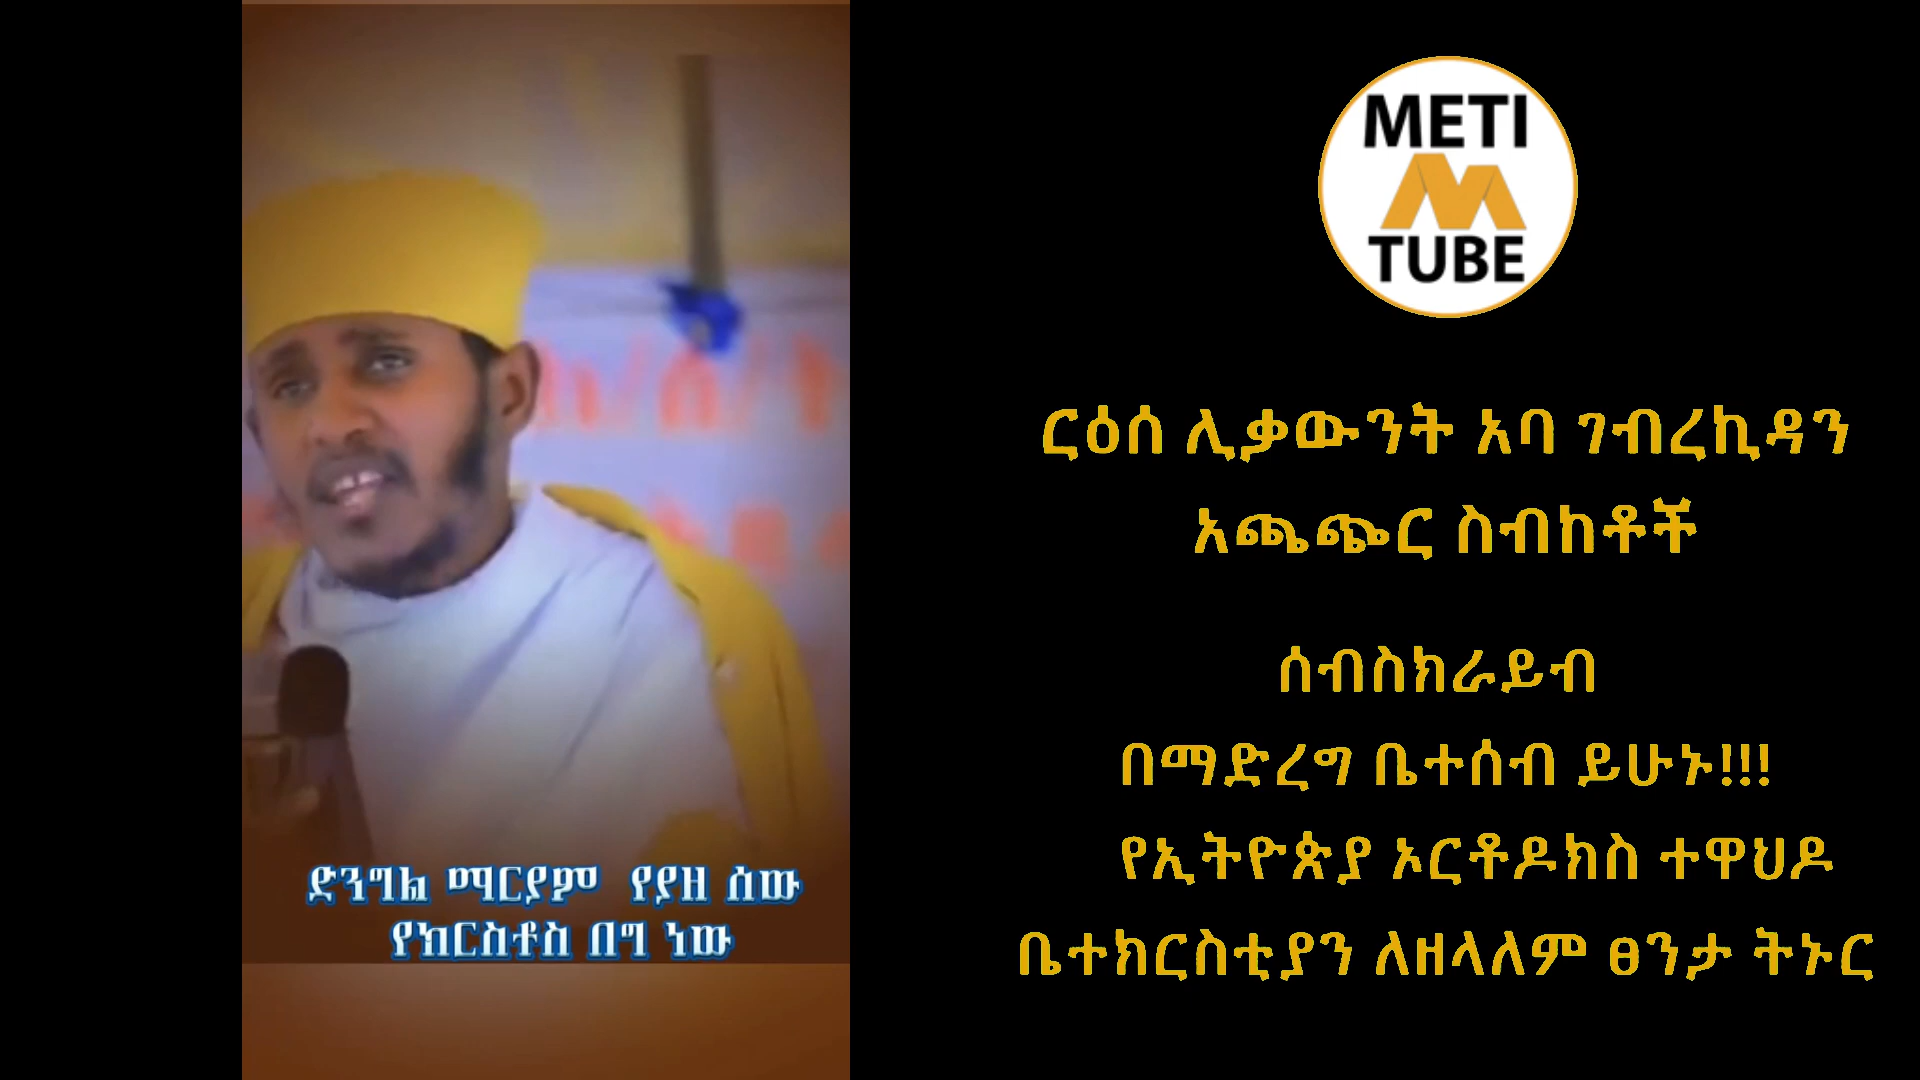 METI
TUBE
ርዕሰ ሊቃውንት አባ ገብረኪዳን
አጫጭር ስብከቶች
ሰብስክራይብ
በማድረግ ቤተሰብ ይሁኑ!!!
የኢትዮጵያ ኦርቶዶክስ ተዋህዶ
ቤተክርስቲያን ለዘላለም ፀንታ ትኑር
ድንግል ማርያም የያዘ ሰው
የክርስቶስ በግ ነው